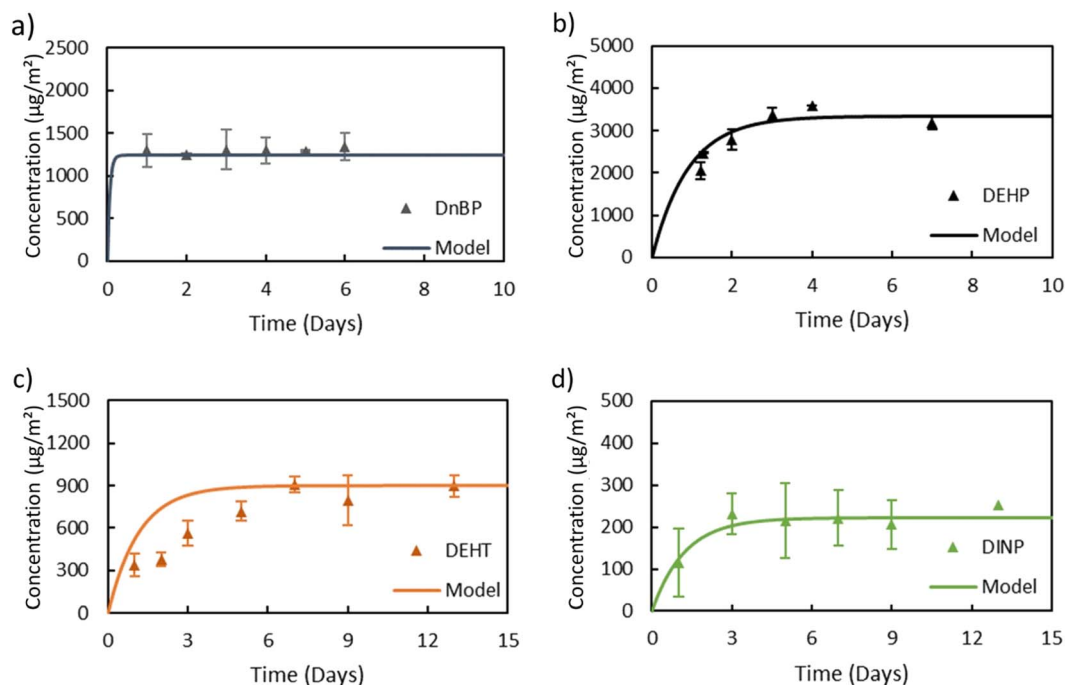 a)
Concentration (µg/m²)
2500
2000
1500
1000
500
0
DnBP
Model
0 2 4 6 8 10
Time (Days)
b)
Concentration (µg/m²)
5000
4000
3000
2000
1000
0
DEHP
Model
0 2 4 6 8 10
Time (Days)
c)
Concentration (µg/m²)
1500
1200
900
600
300
0
DEHT
Model
0 3 6 9 12 15
Time (Days)
d)
Concentration (µg/m²)
500
400
300
200
100
0
DINP
Model
0 3 6 9 12 15
Time (Days)